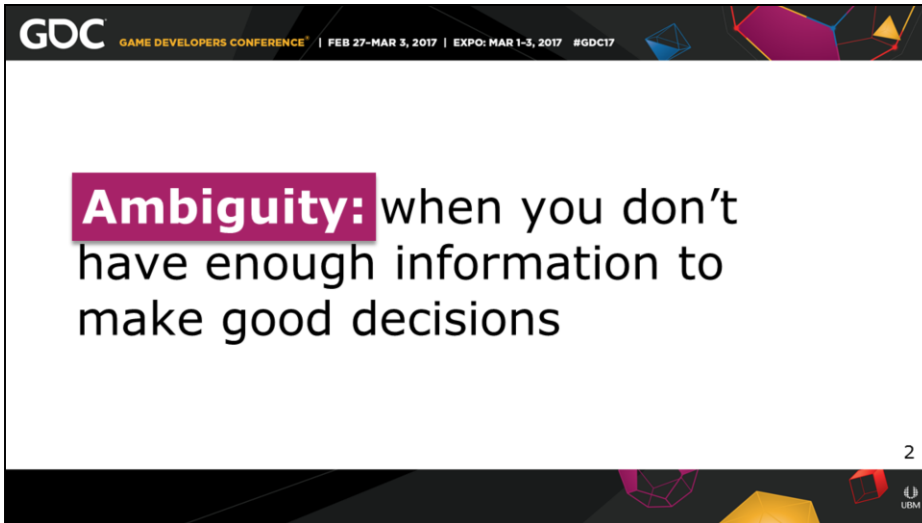 GDC GAME DEVELOPERS CONFERENCE® | FEB 27–MAR 3, 2017 | EXPO: MAR 1–3, 2017 #GDC17
Ambiguity: when you don’t
have enough information to
make good decisions
2
UBM